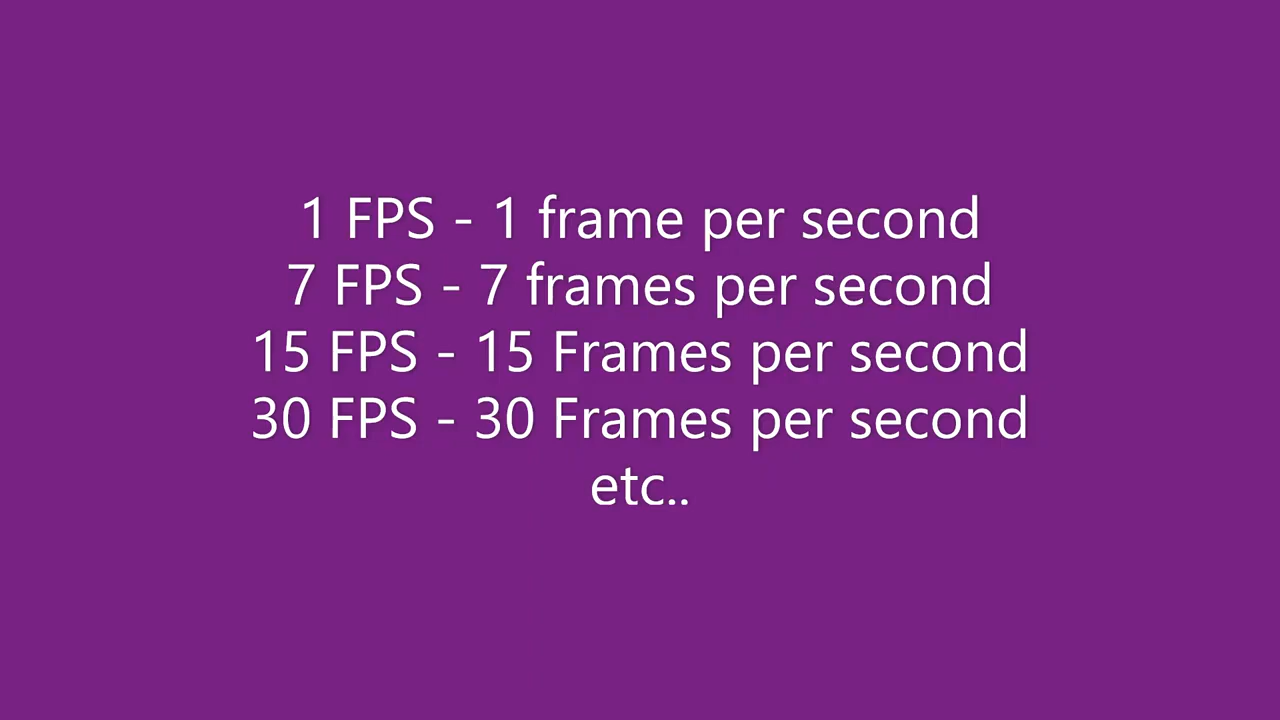 1 FPS - 1 frame per second
7 FPS - 7 frames per second
15 FPS - 15 Frames per second
30 FPS - 30 Frames per second
etc..